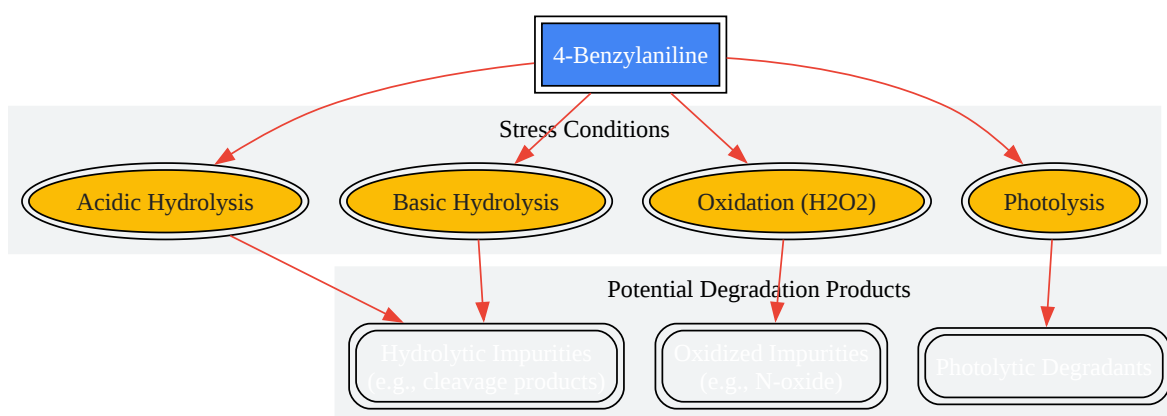 4-Benzylaniline
Stress Conditions
Acidic Hydrolysis
Basic Hydrolysis
Oxidation (H2O2)
Photolysis
Potential Degradation Products
Hydrolytic Impurities
(e.g., cleavage products)
Oxidized Impurities
(e.g., N-oxide)
Photolytic Degradants